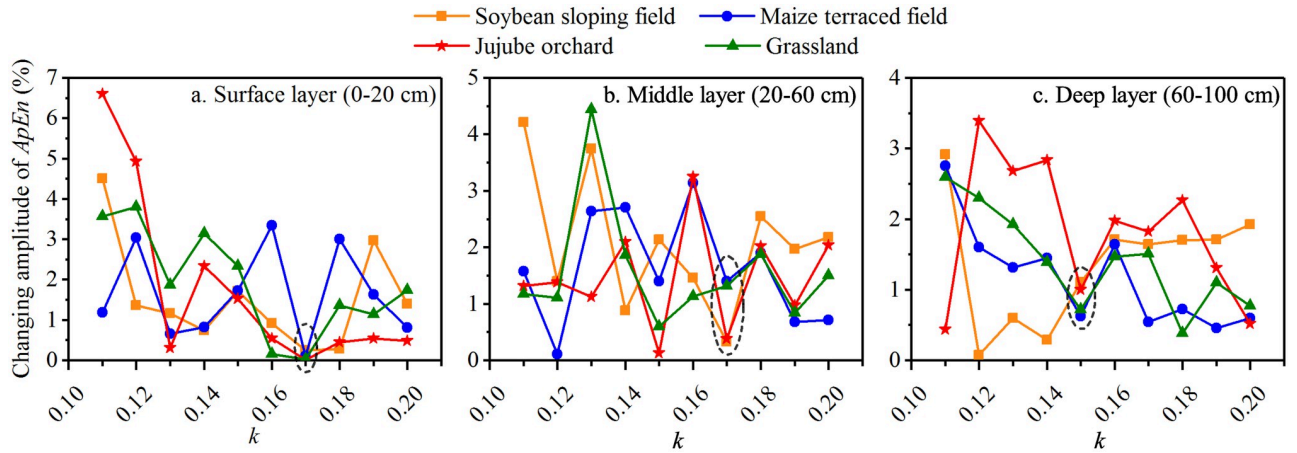 Soybean sloping field Maize terraced field
Jujube orchard Grassland
Changing amplitude of ApEn (%)
a. Surface layer (0-20 cm)
7
6
5
4
3
2
1
0
0.10 0.12 0.14 0.16 0.18 0.20
k
b. Middle layer (20-60 cm)
5
4
3
2
1
0
0.10 0.12 0.14 0.16 0.18 0.20
k
c. Deep layer (60-100 cm)
4
3
2
1
0
0.10 0.12 0.14 0.16 0.18 0.20
k